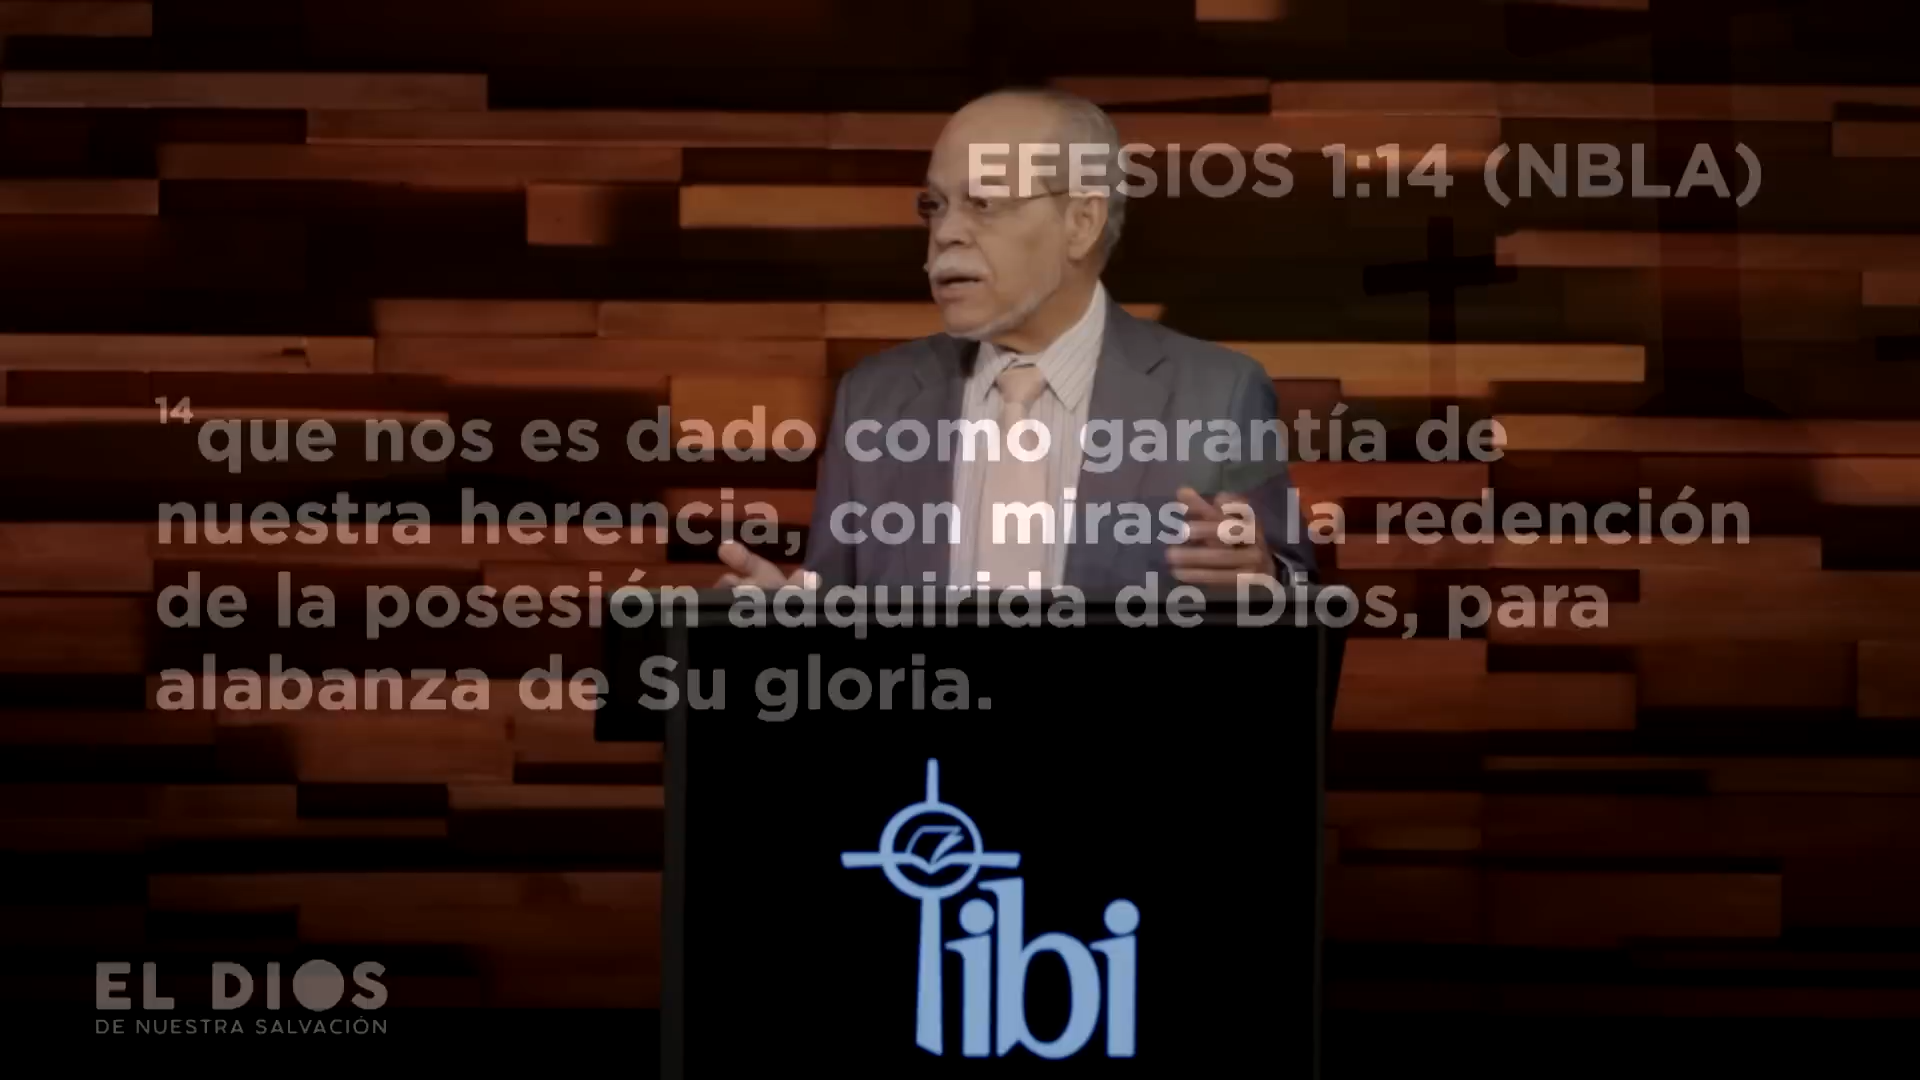 EFESIOS 1:14 (NBLA)
14 que nos es dado como garantía de
nuestra herencia, con miras a la redención
de la posesión adquirida de Dios, para
alabanza de Su gloria.
ibi
EL DIOS
DE NUESTRA SALVACIÓN